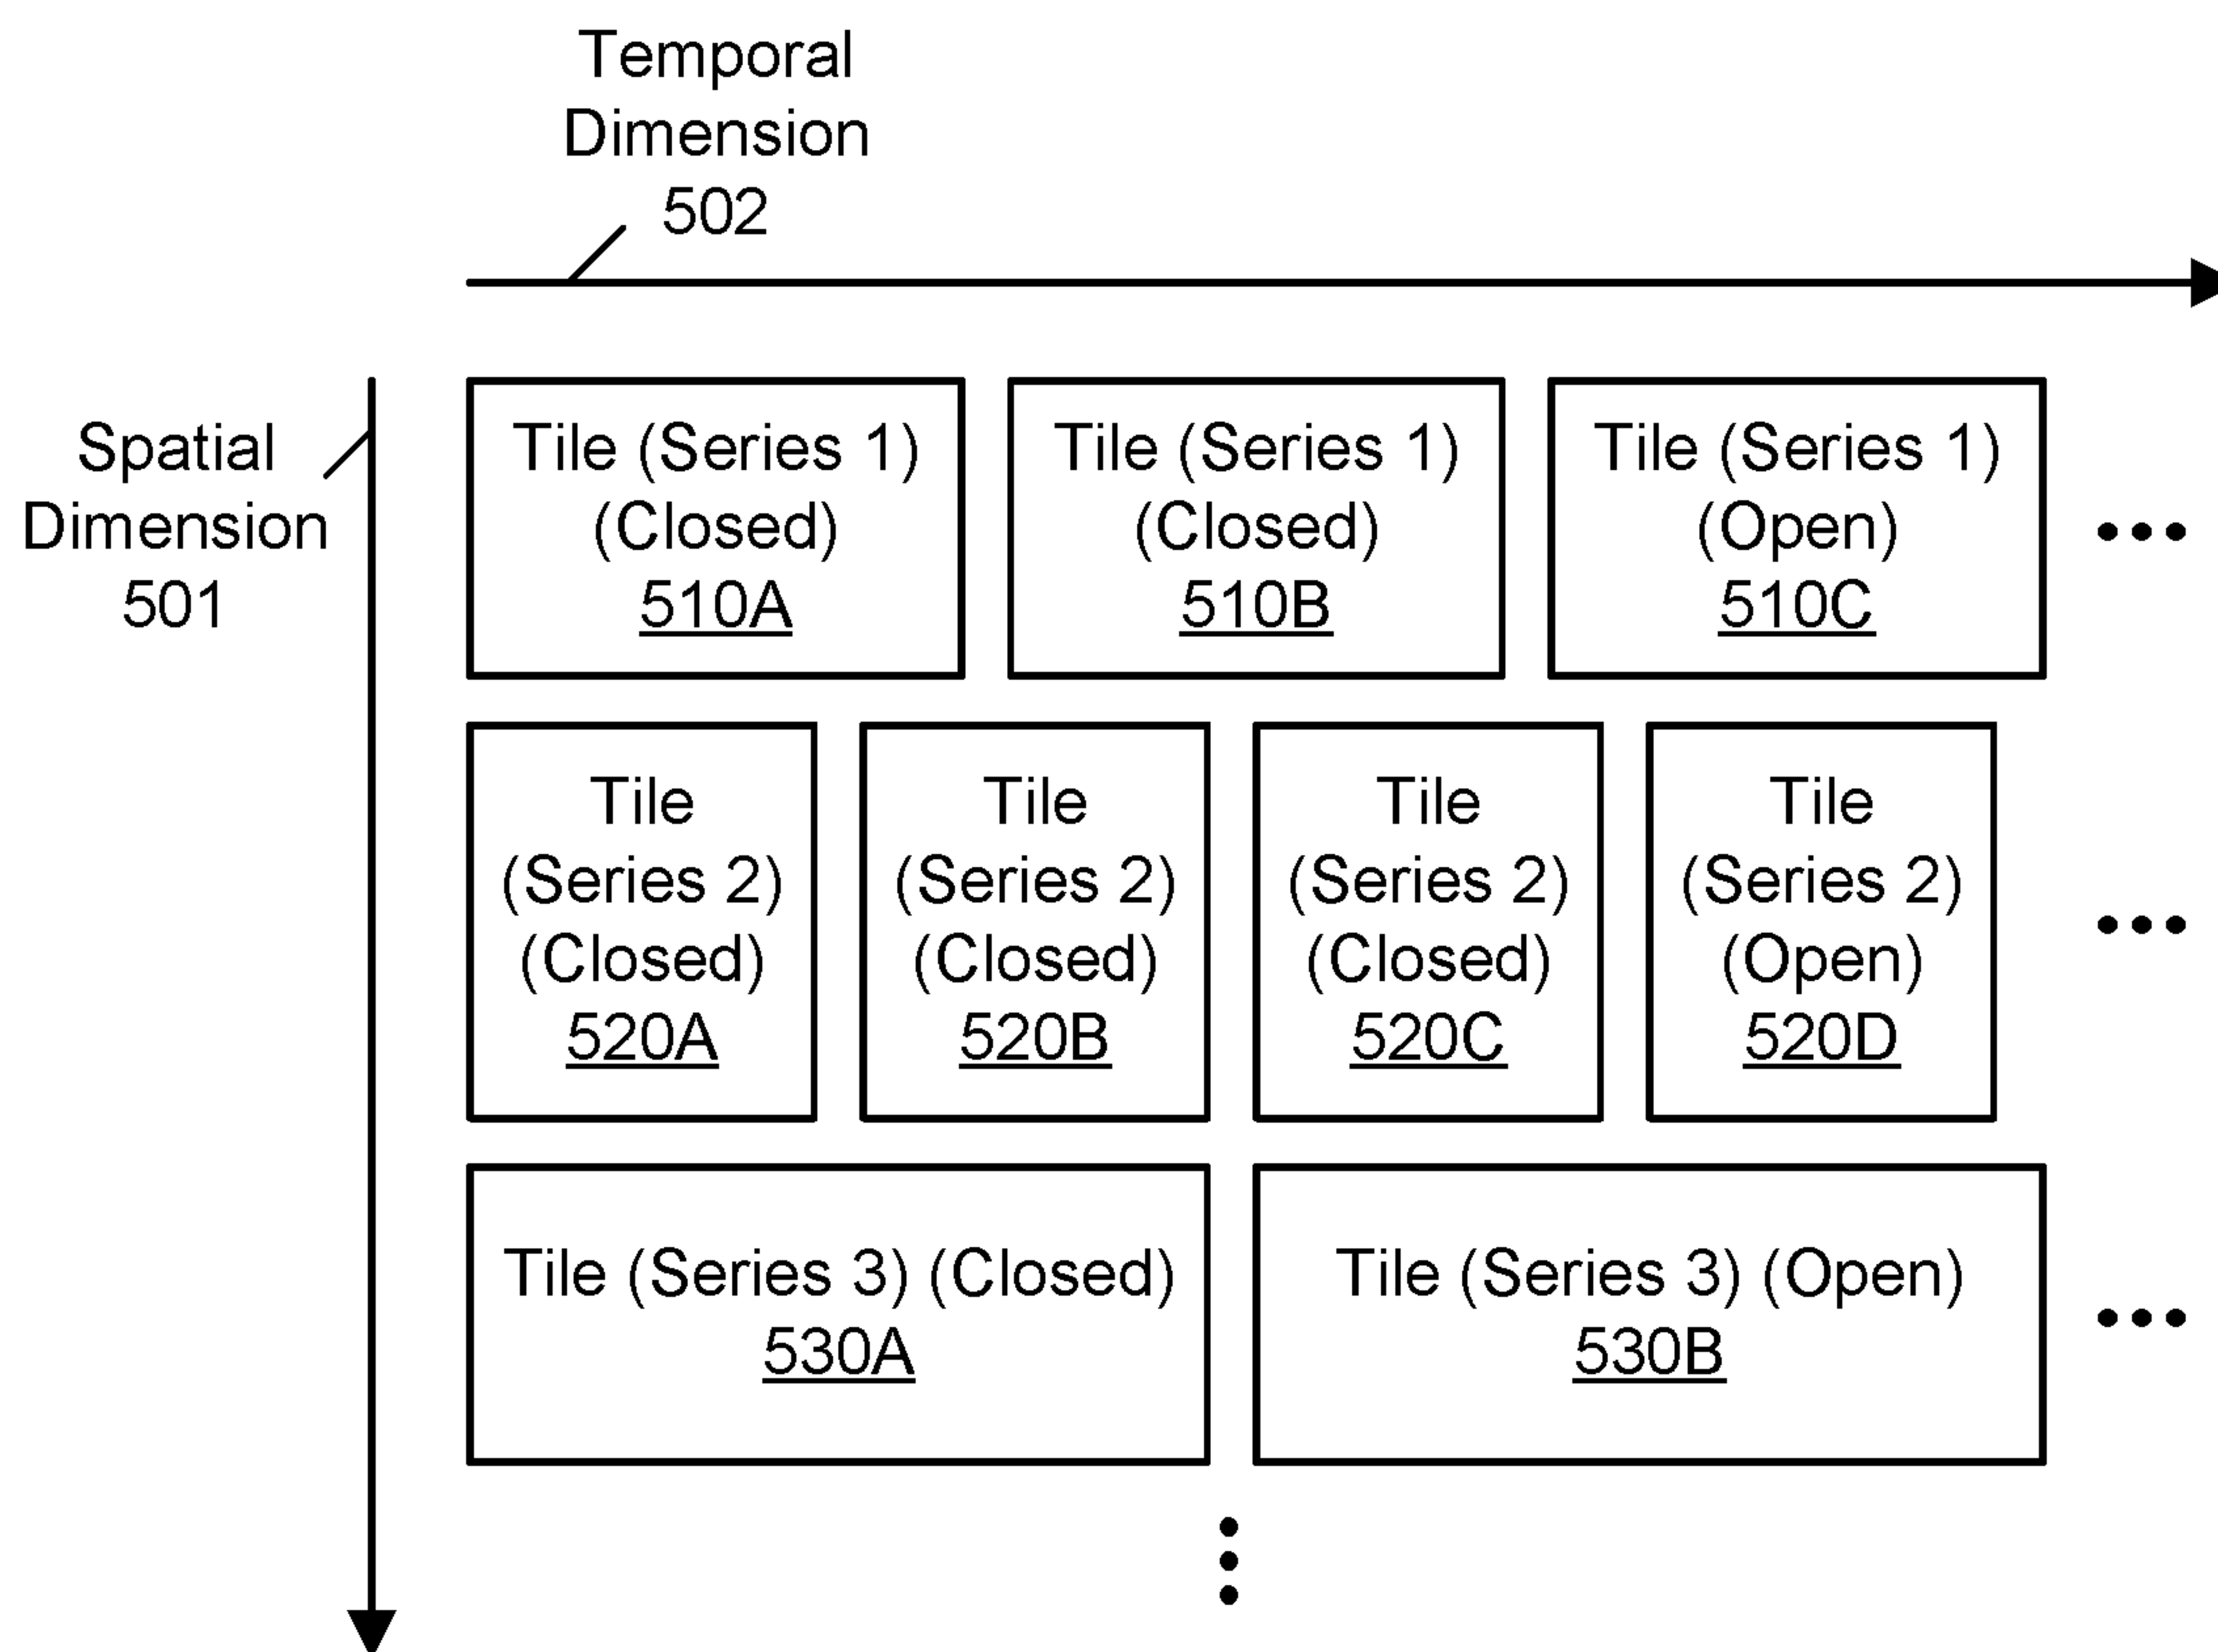 Temporal
Dimension
502
Spatial
Dimension
501
Tile (Series 1)
(Closed)
510A
Tile (Series 1)
(Closed)
510B
Tile (Series 1)
(Open)
510C
Tile
(Series 2)
(Closed)
520A
Tile
(Series 2)
(Closed)
520B
Tile
(Series 2)
(Closed)
520C
Tile
(Series 2)
(Open)
520D
Tile (Series 3) (Closed)
530A
Tile (Series 3) (Open)
530B